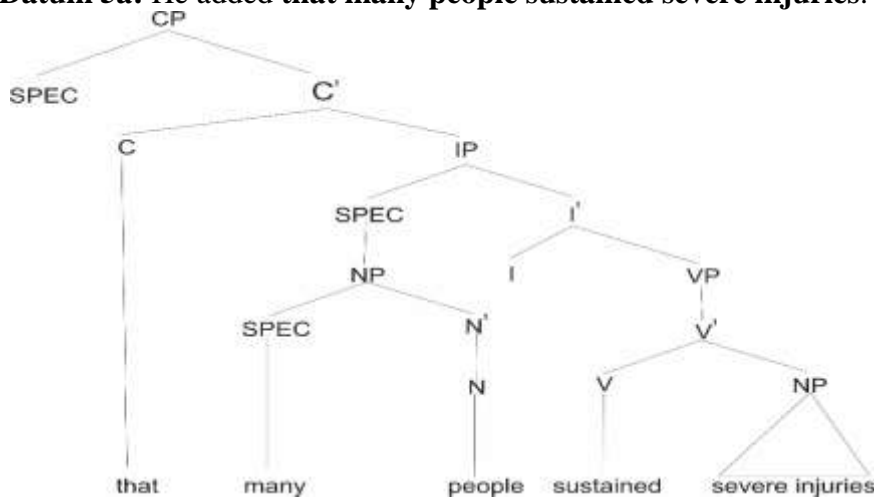 Datum 5a: He added that many people sustained severe injuries.
CP
SPEC C'
C IP
SPEC I'
NP I VP
SPEC N' V'
N V NP
that many people sustained severe injuries